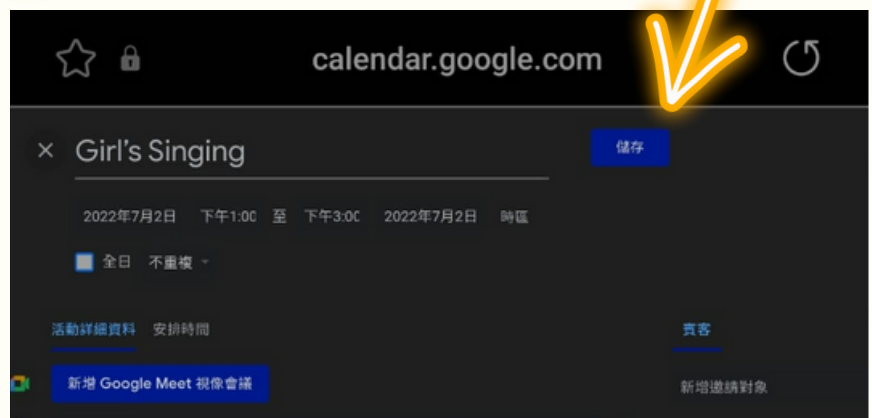 calendar.google.com
× Girl's Singing 儲存
2022年7月2日 下午1:00 至 下午3:00 2022年7月2日 時區
全日 不重複
活動詳細資料 安排時間 賓客
新增 Google Meet 視像會議 新增邀請對象